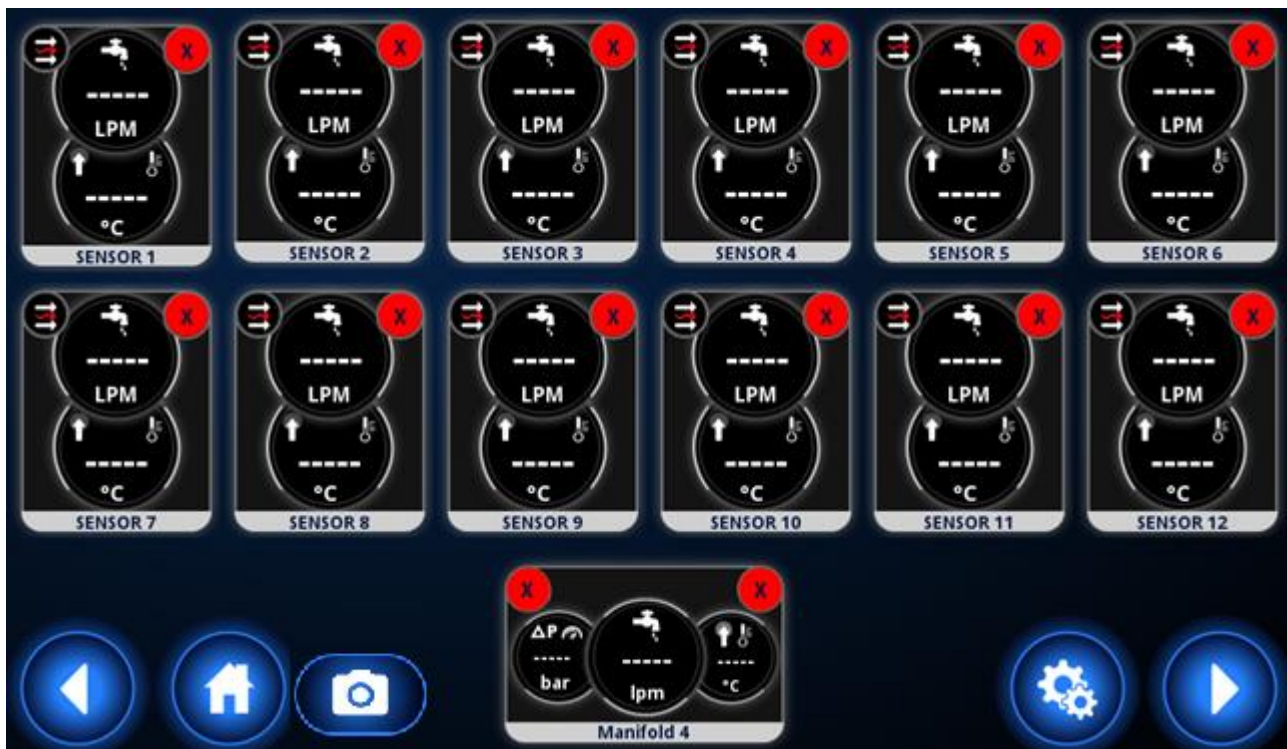 X X X X X X
----- ----- ----- ----- ----- -----
LPM LPM LPM LPM LPM LPM
----- ----- ----- ----- ----- -----
°C °C °C °C °C °C
SENSOR 1 SENSOR 2 SENSOR 3 SENSOR 4 SENSOR 5 SENSOR 6
X X X X X X
----- ----- ----- ----- ----- -----
LPM LPM LPM LPM LPM LPM
----- ----- ----- ----- ----- -----
°C °C °C °C °C °C
SENSOR 7 SENSOR 8 SENSOR 9 SENSOR 10 SENSOR 11 SENSOR 12
X X
ΔP
----- ----- -----
bar lpm °C
Manifold 4